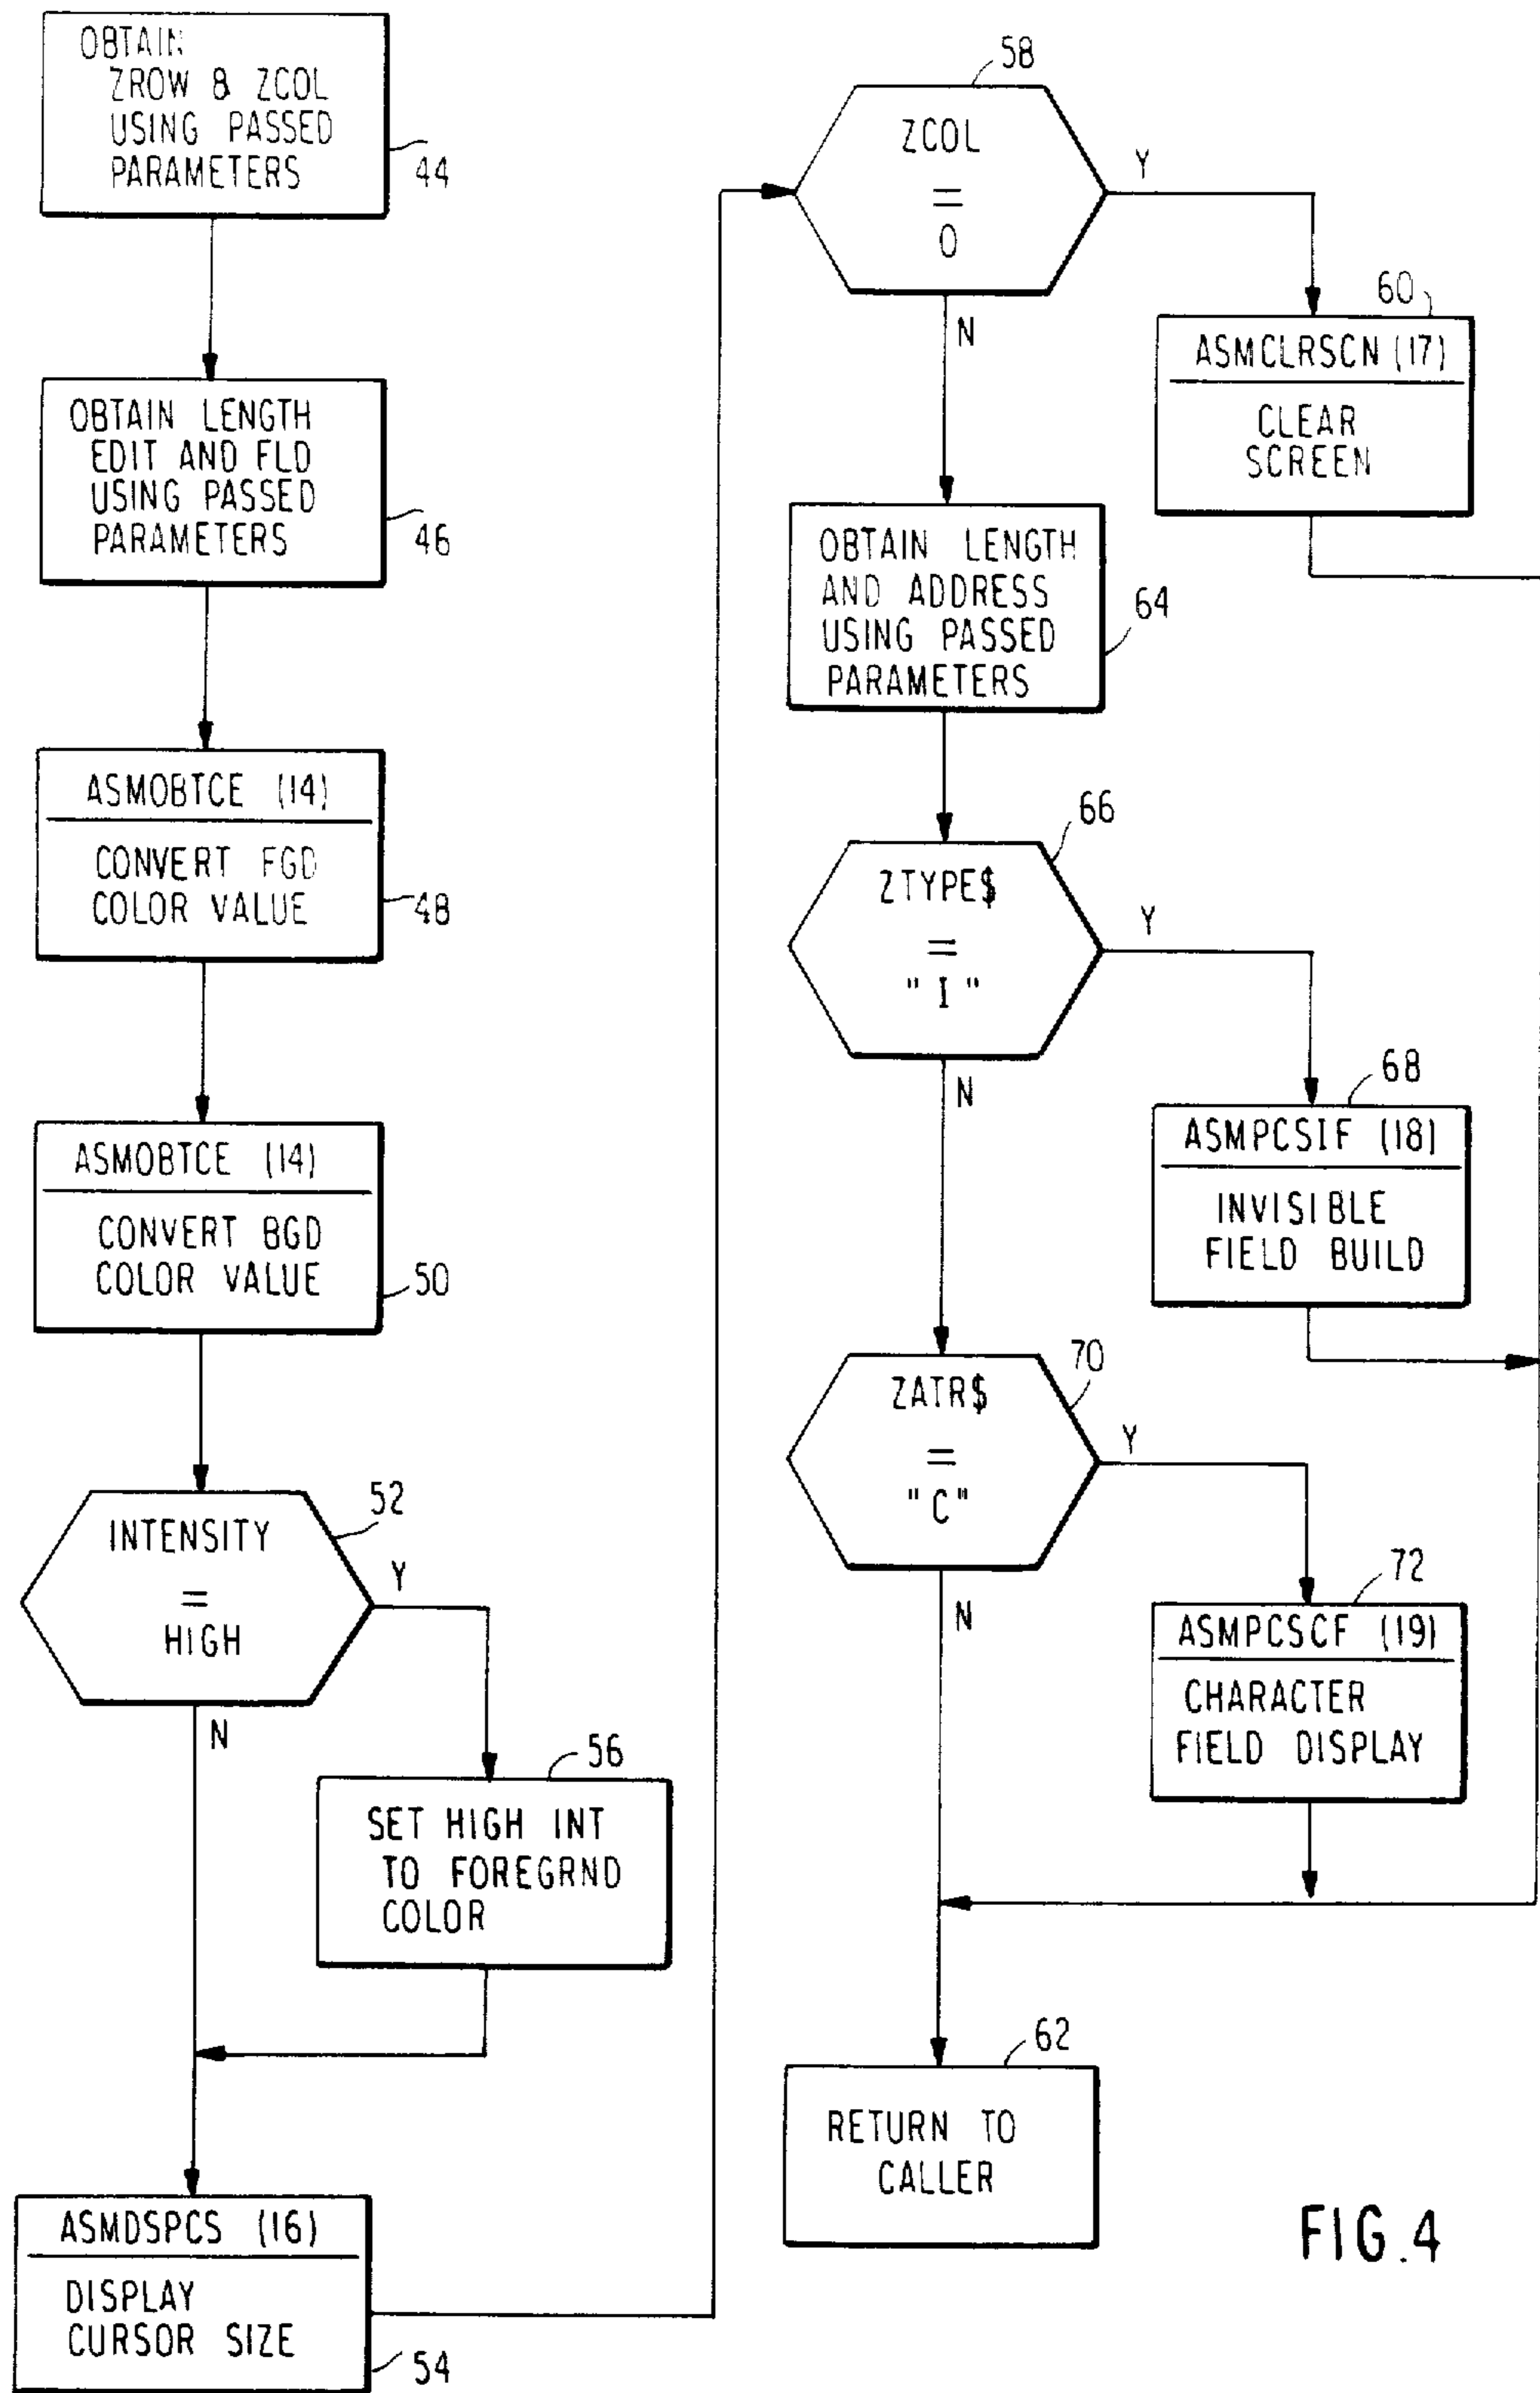 OBTAIN
ZROW & ZCOL
USING PASSED
PARAMETERS
44
OBTAIN LENGTH
EDIT AND FLD
USING PASSED
PARAMETERS
46
ASMOBTCE (14)
CONVERT FGD
COLOR VALUE
48
ASMOBTCE (14)
CONVERT BGD
COLOR VALUE
50
INTENSITY
=
HIGH
52
Y
N
56
SET HIGH INT
TO FOREGRND
COLOR
ASMDSPCS (16)
DISPLAY
CURSOR SIZE
54
58
ZCOL
=
0
Y
N
60
ASMCLRSCN (17)
CLEAR
SCREEN
OBTAIN LENGTH
AND ADDRESS
USING PASSED
PARAMETERS
64
66
ZTYPE$
=
"I"
Y
N
68
ASMPCSIF (18)
INVISIBLE
FIELD BUILD
70
ZATR$
=
"C"
Y
N
72
ASMPCSCF (19)
CHARACTER
FIELD DISPLAY
62
RETURN TO
CALLER
FIG.4